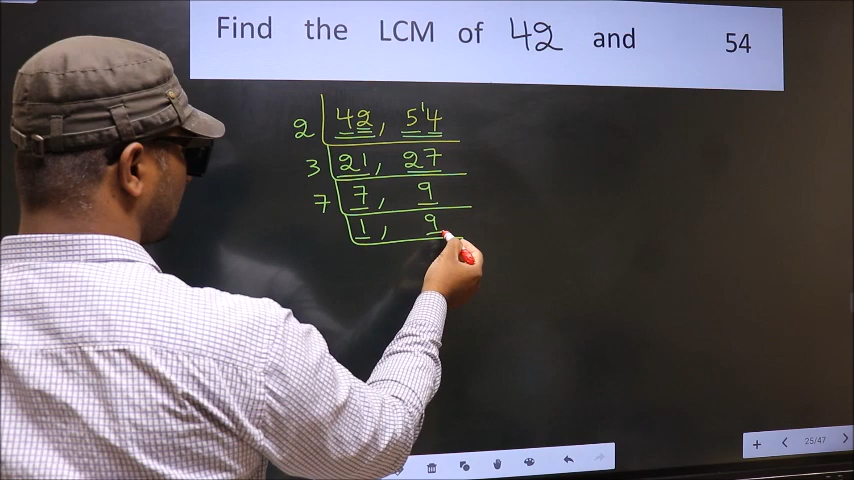 Find the LCM of 42 and 54
2 42, 5¹4
3 21, 27
7 7, 9
1, 9
25/47